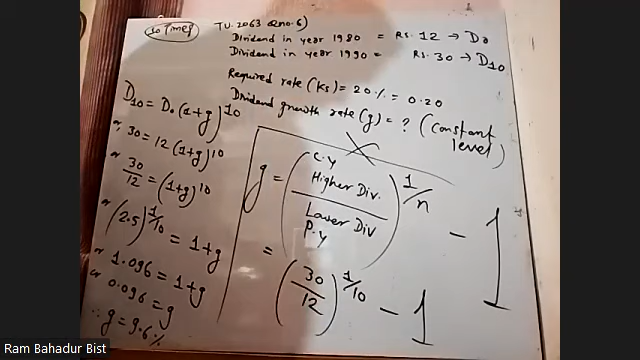 10 Times
TU. 2063 Qno. 6)
Dividend in year 1980 = Rs. 12 → D0
Dividend in year 1990 = Rs. 30 → D10
Required rate (Ks) = 20% = 0.20
Dividend growth rate (g) = ? (constant level)
D10 = D0 (1+g)^10
or, 30 = 12 (1+g)^10
or 30/12 = (1+g)^10
or (2.5)^1/10 = 1+g
or 1.096 = 1+g
or 0.096 = g
∴ g = 9.6%
g = (C.Y Higher Div. / Lower Div P.Y)^1/n - 1
= (30/12)^1/10 - 1
Ram Bahadur Bist